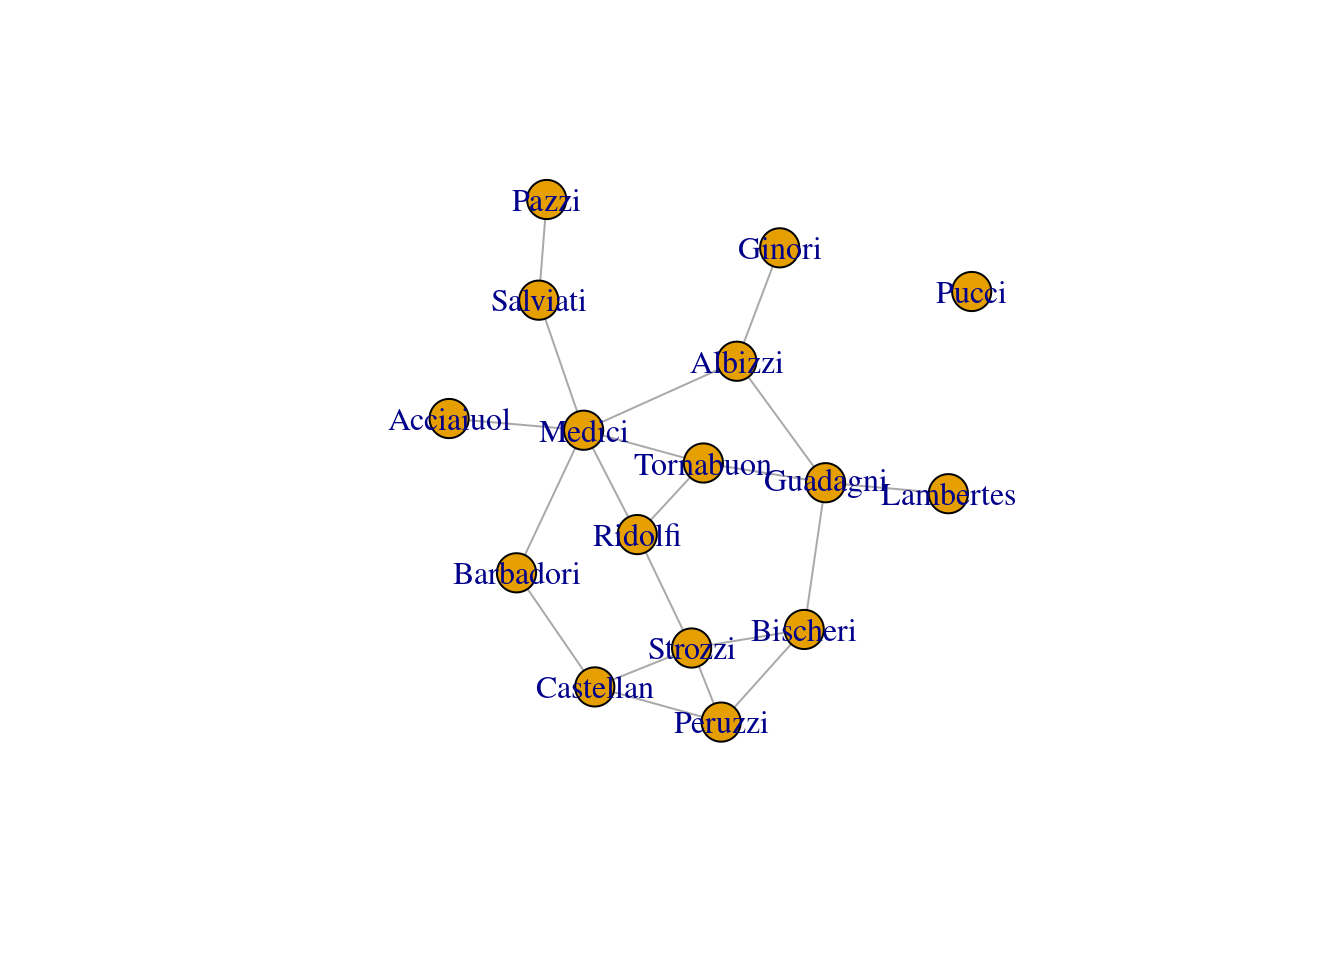 Pazzi
Ginori
Pucci
Salviati
Albizzi
Acciaiuol
Medici
Tornabuon
Guadagni
Lambertes
Ridolfi
Barbadori
Bischeri
Strozzi
Castellan
Peruzzi